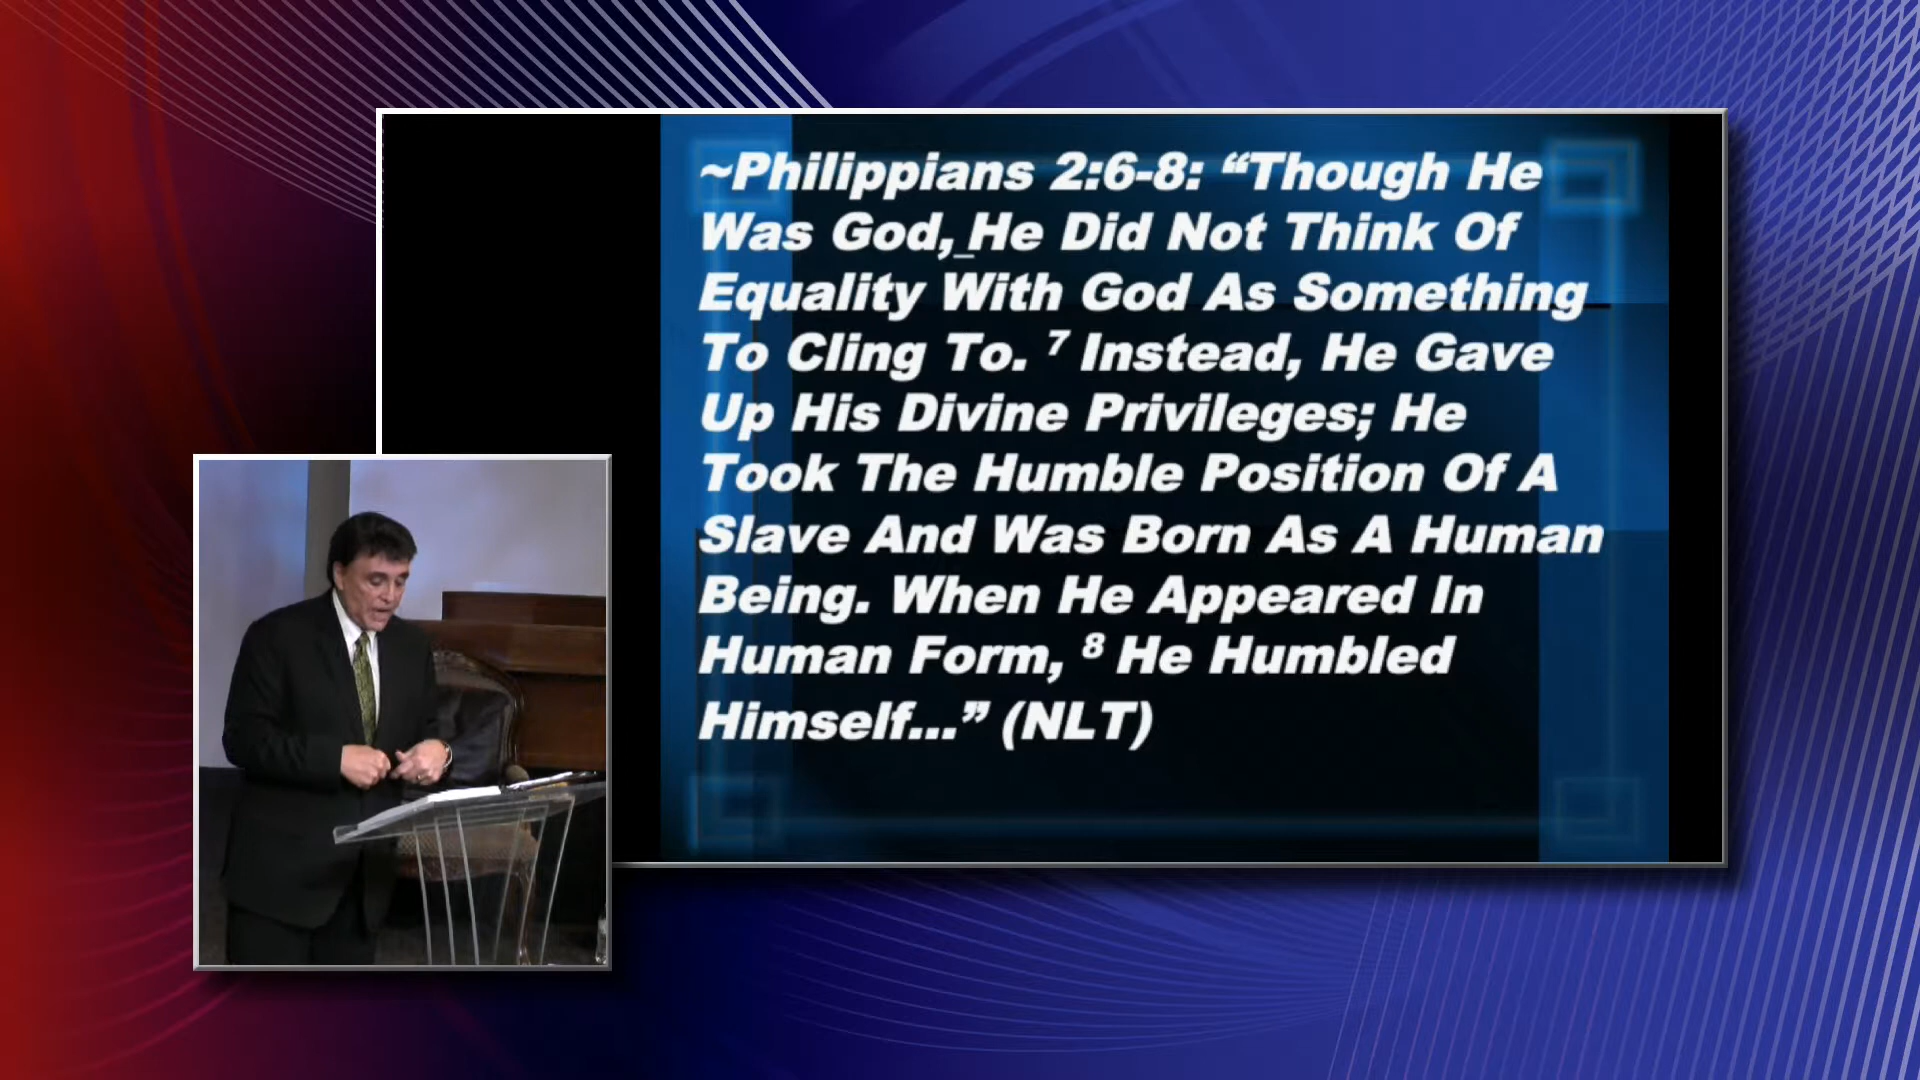 ~Philippians 2:6-8: “Though He
Was God, He Did Not Think Of
Equality With God As Something
To Cling To. ⁷ Instead, He Gave
Up His Divine Privileges; He
Took The Humble Position Of A
Slave And Was Born As A Human
Being. When He Appeared In
Human Form, ⁸ He Humbled
Himself...” (NLT)